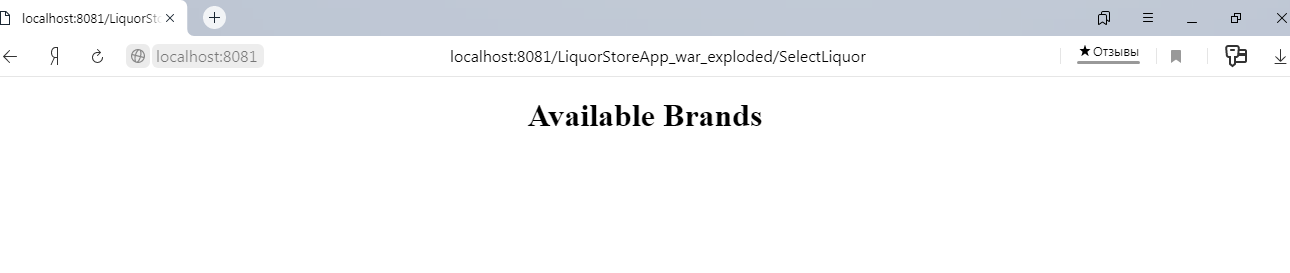 localhost:8081/LiquorSt
localhost:8081
localhost:8081/LiquorStoreApp_war_exploded/SelectLiquor
★ Отзывы
Available Brands